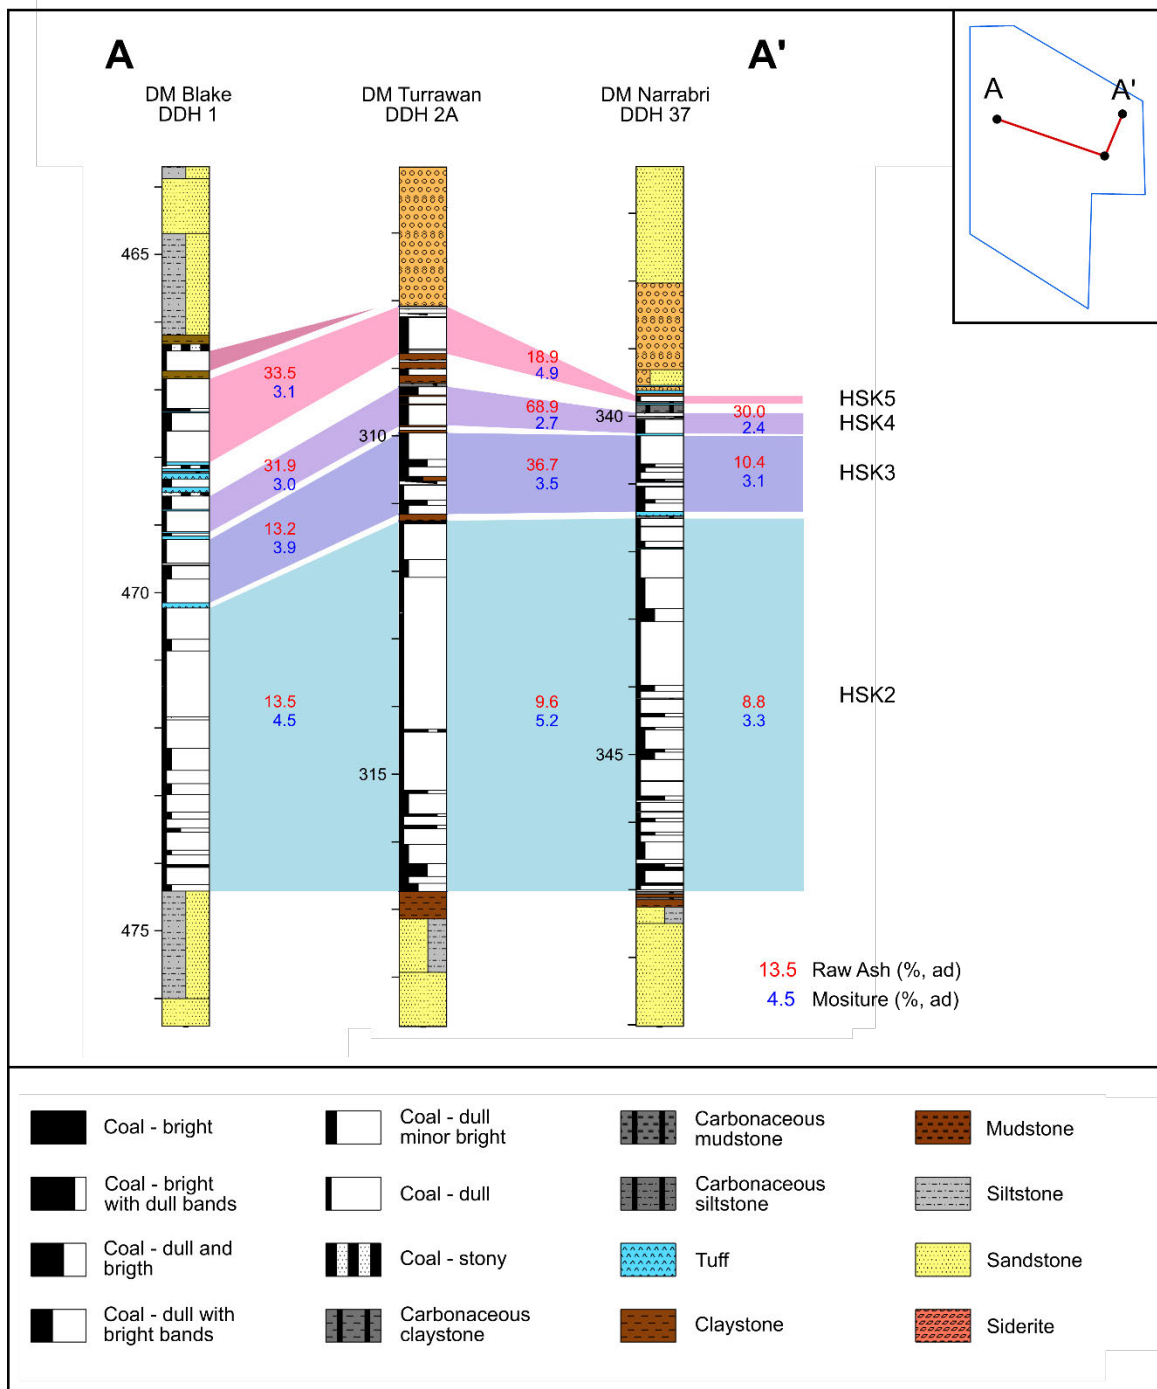 A
A'
DM Blake
DDH 1
DM Turrawan
DDH 2A
DM Narrabri
DDH 37
A
A'
465
470
475
310
315
340
345
33.5
3.1
31.9
3.0
13.2
3.9
13.5
4.5
18.9
4.9
68.9
2.7
36.7
3.5
9.6
5.2
30.0
2.4
10.4
3.1
8.8
3.3
HSK5
HSK4
HSK3
HSK2
13.5 Raw Ash (%, ad)
4.5 Mositure (%, ad)
Coal - bright
Coal - bright
with dull bands
Coal - dull and
brigth
Coal - dull with
bright bands
Coal - dull
minor bright
Coal - dull
Coal - stony
Carbonaceous
claystone
Carbonaceous
mudstone
Carbonaceous
siltstone
Tuff
Claystone
Mudstone
Siltstone
Sandstone
Siderite